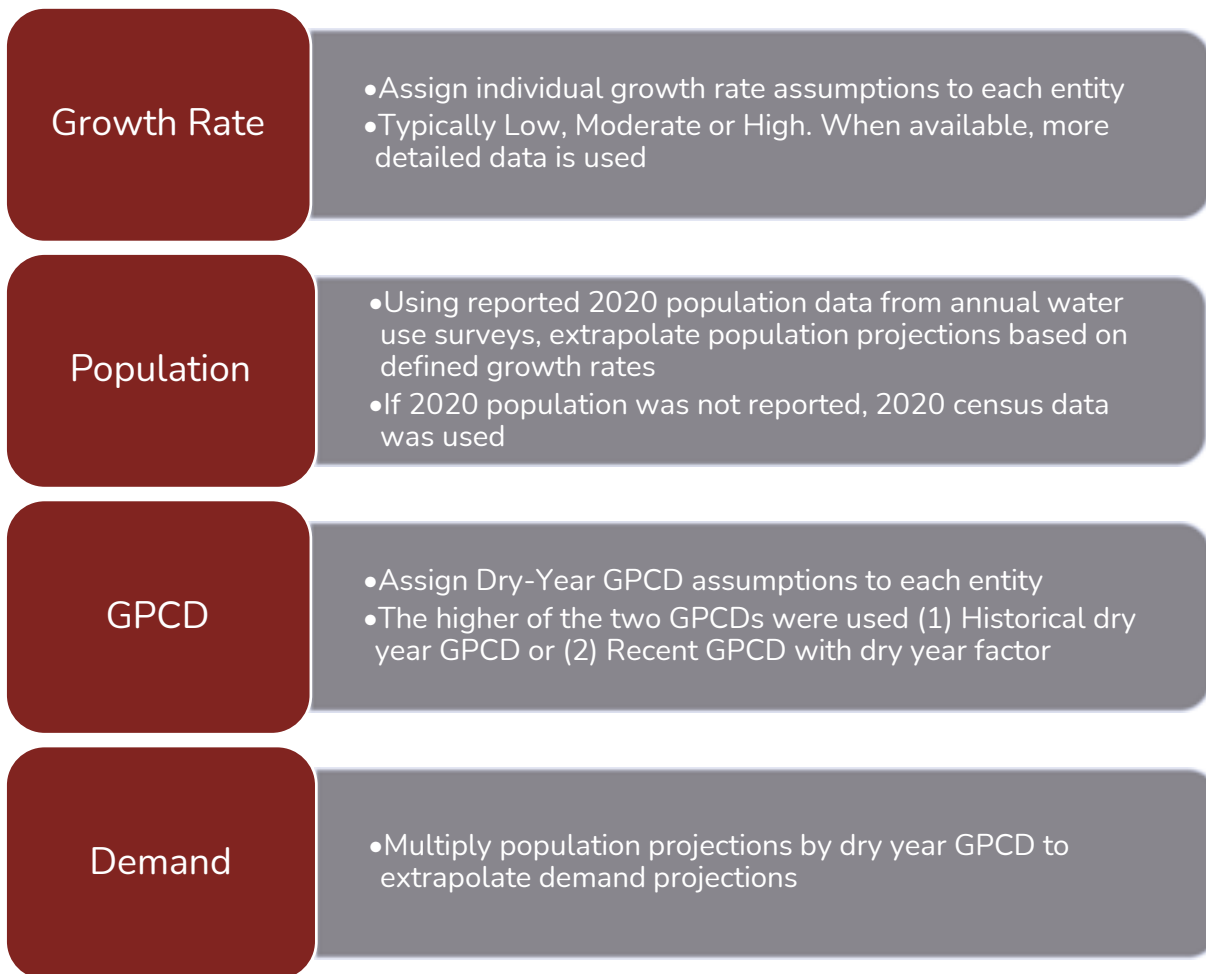 Growth Rate
•Assign individual growth rate assumptions to each entity
•Typically Low, Moderate or High. When available, more
detailed data is used
Population
•Using reported 2020 population data from annual water
use surveys, extrapolate population projections based on
defined growth rates
•If 2020 population was not reported, 2020 census data
was used
GPCD
•Assign Dry-Year GPCD assumptions to each entity
•The higher of the two GPCDs were used (1) Historical dry
year GPCD or (2) Recent GPCD with dry year factor
Demand
•Multiply population projections by dry year GPCD to
extrapolate demand projections